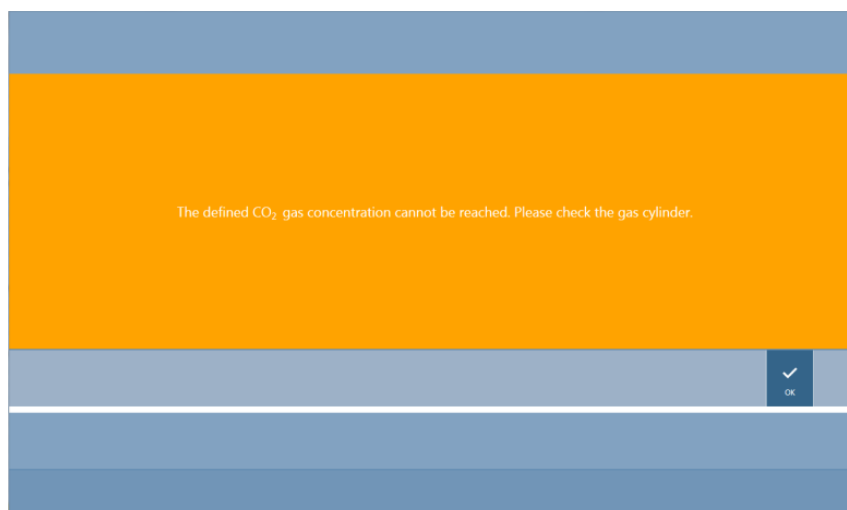 The defined CO₂ gas concentration cannot be reached. Please check the gas cylinder.
OK